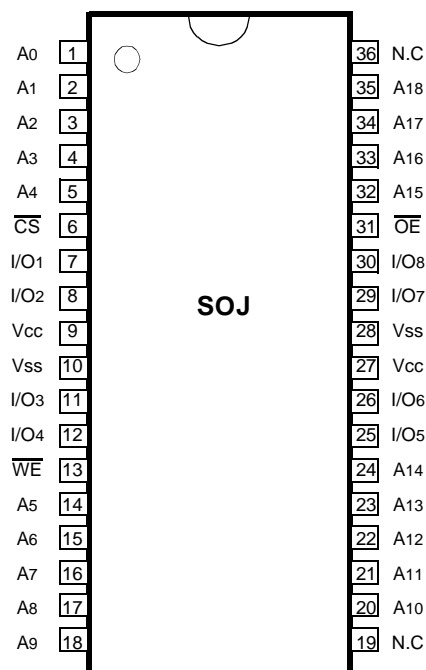 A0 1 36 N.C
A1 2 35 A18
A2 3 34 A17
A3 4 33 A16
A4 5 32 A15
C̅S̅ 6 31 O̅E̅
I/O1 7 30 I/O8
I/O2 8 29 I/O7
SOJ
Vcc 9 28 Vss
Vss 10 27 Vcc
I/O3 11 26 I/O6
I/O4 12 25 I/O5
W̅E̅ 13 24 A14
A5 14 23 A13
A6 15 22 A12
A7 16 21 A11
A8 17 20 A10
A9 18 19 N.C